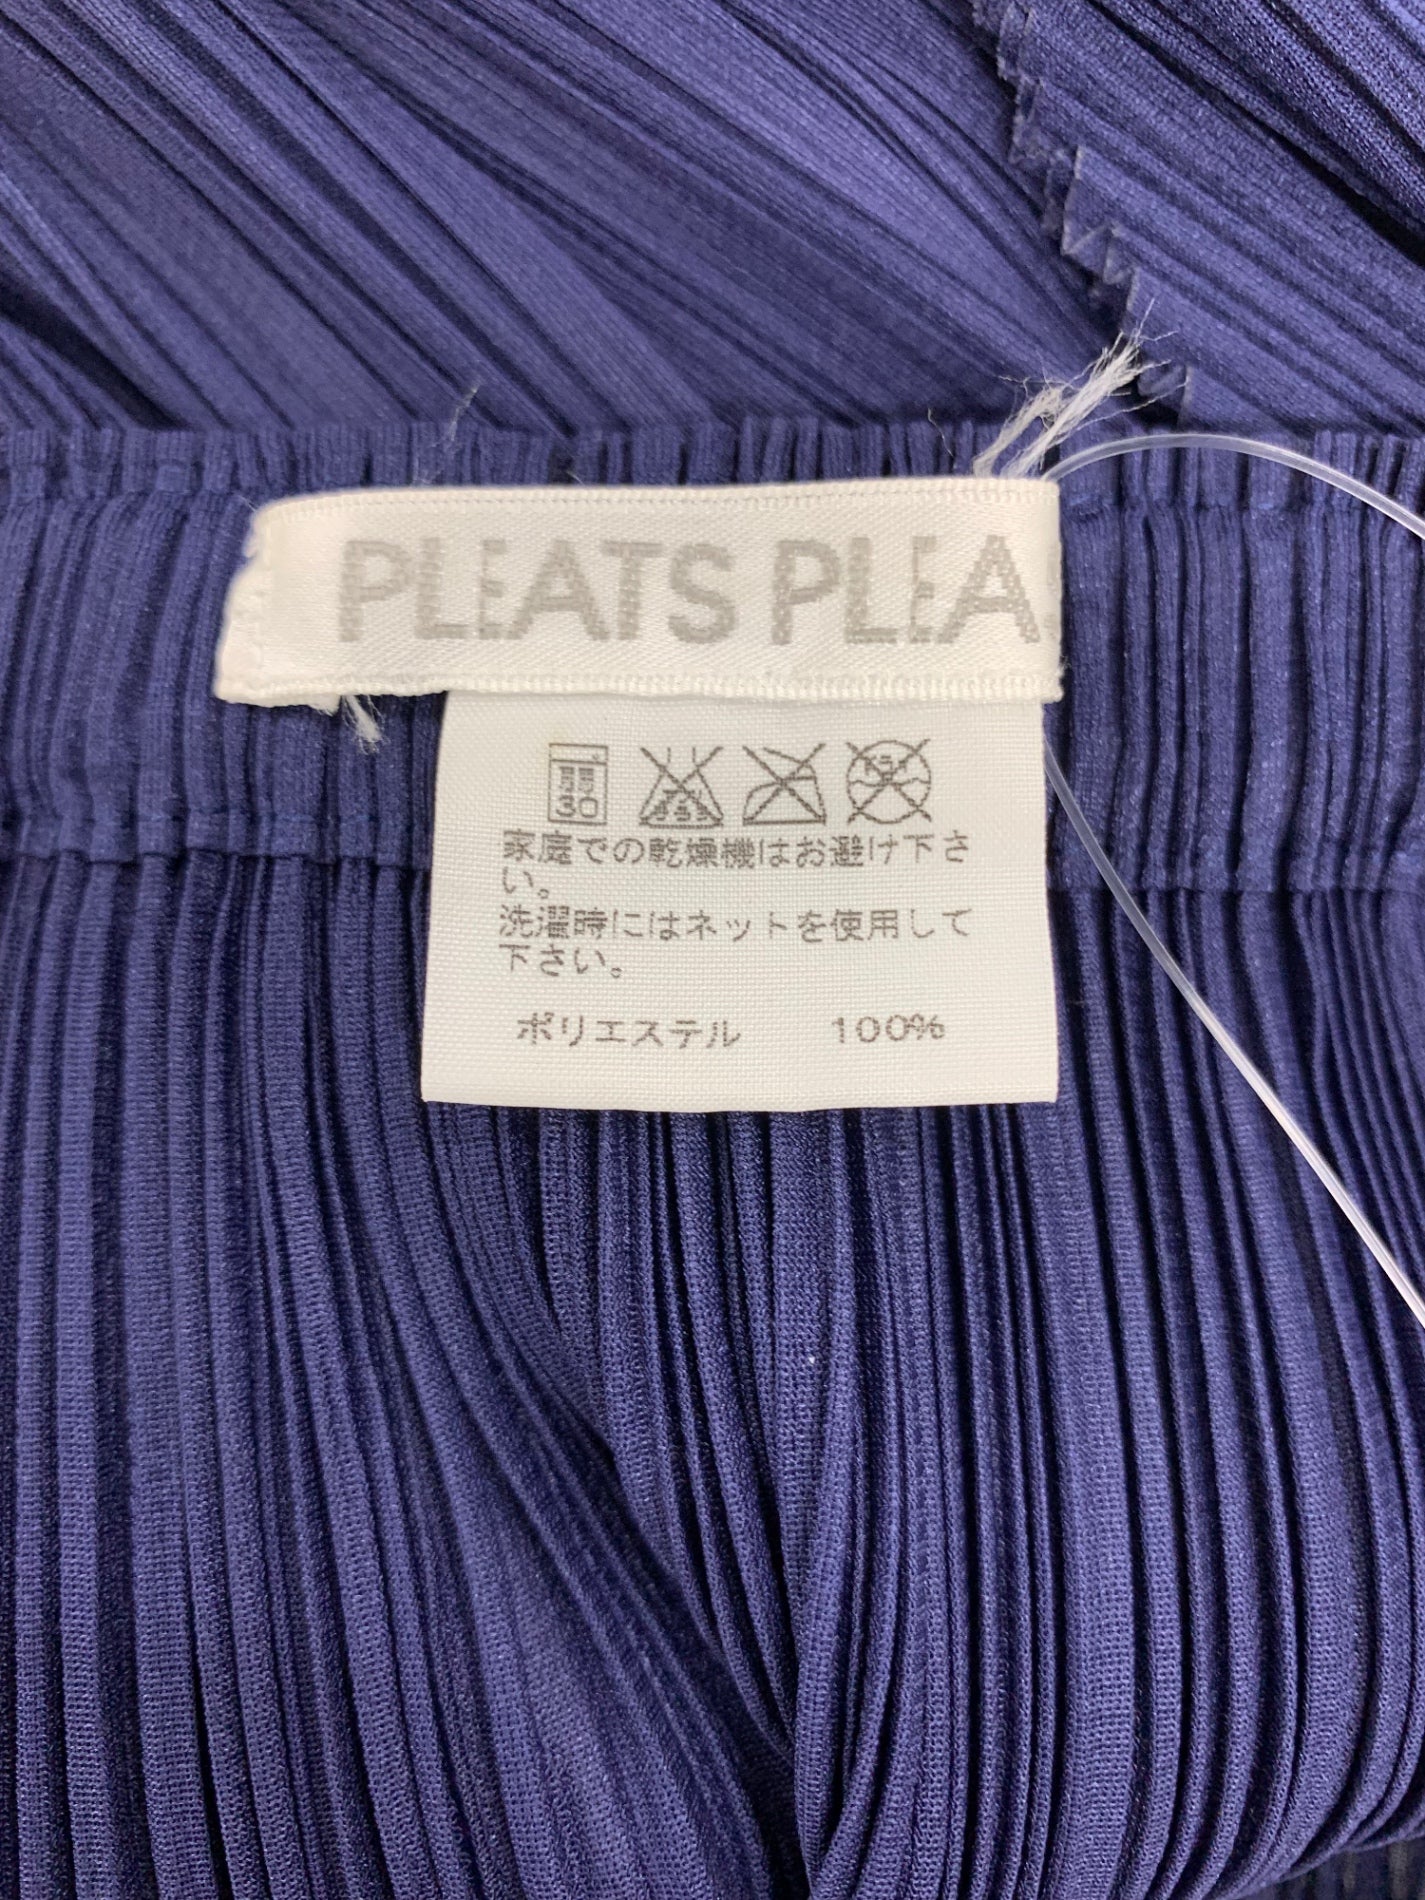 PLEATS PLEA
30
家庭での乾燥機はお避け下さ
い。
洗濯時にはネットを使用して
下さい。
ポリエステル 100%